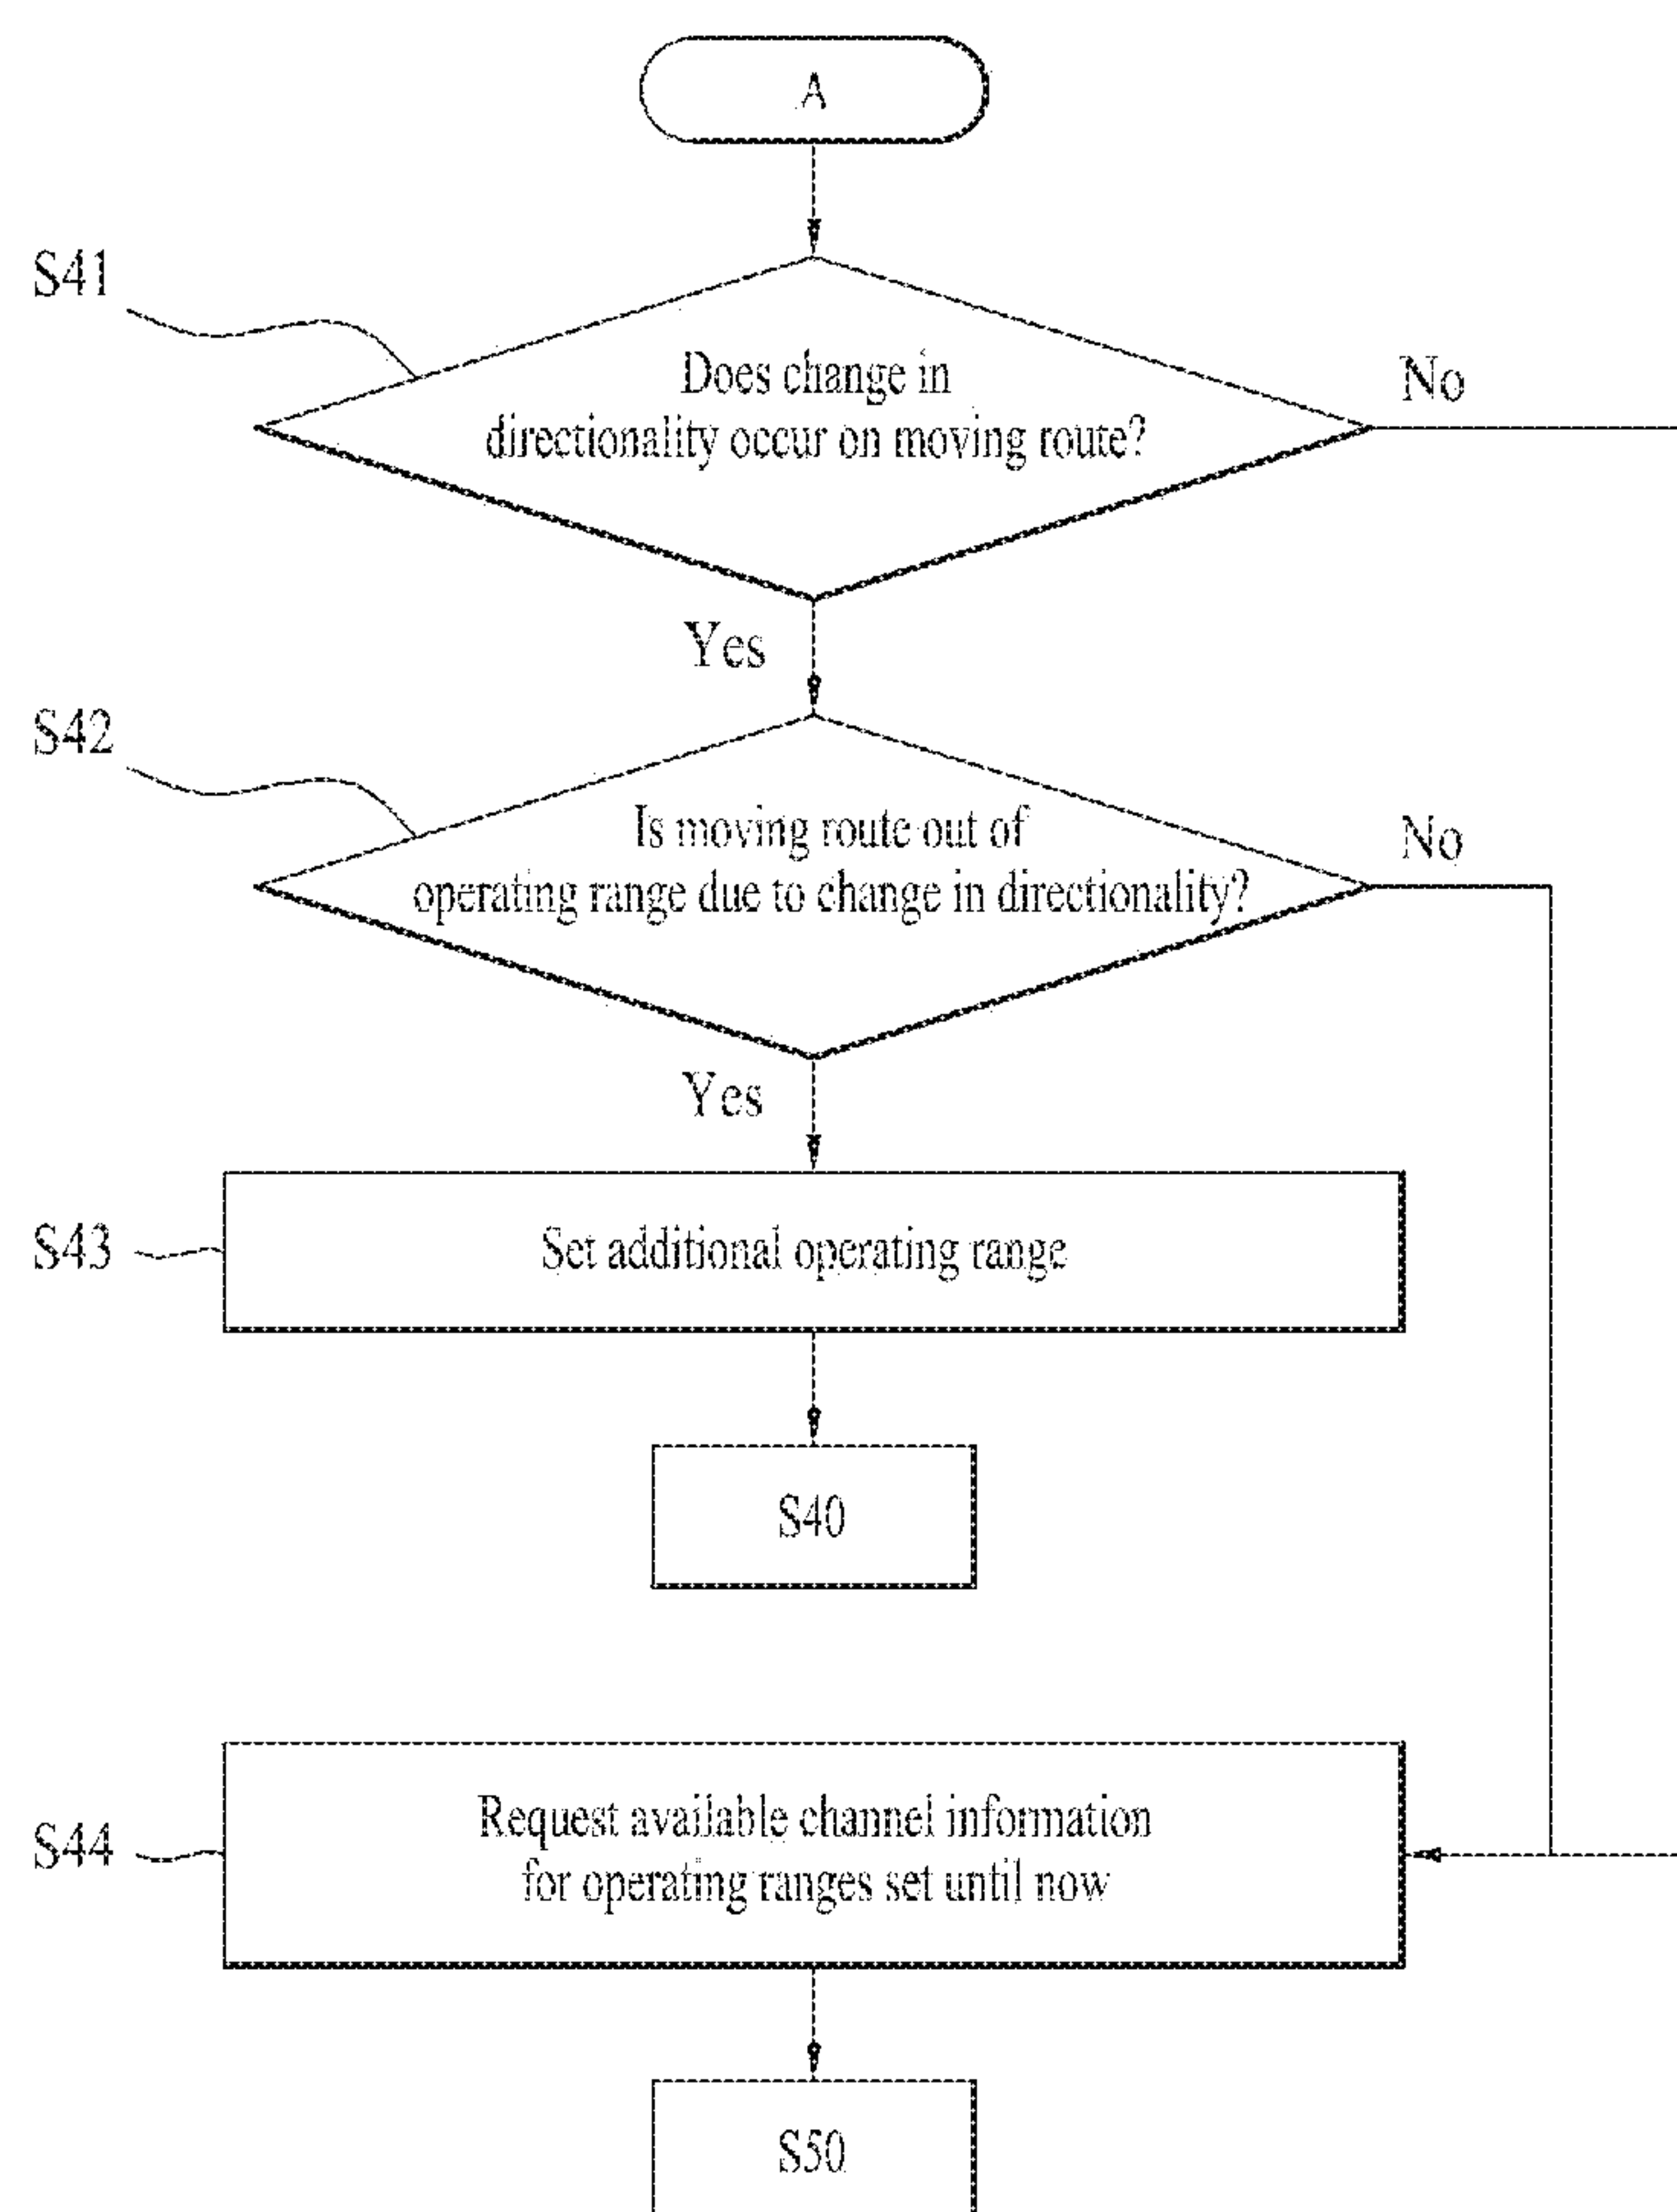 A
S41
Does change in
directionality occur on moving route?
No
Yes
S42
Is moving route out of
operating range due to change in directionality?
No
Yes
S43
Set additional operating range
S40
S44
Request available channel information
for operating ranges set until now
S50